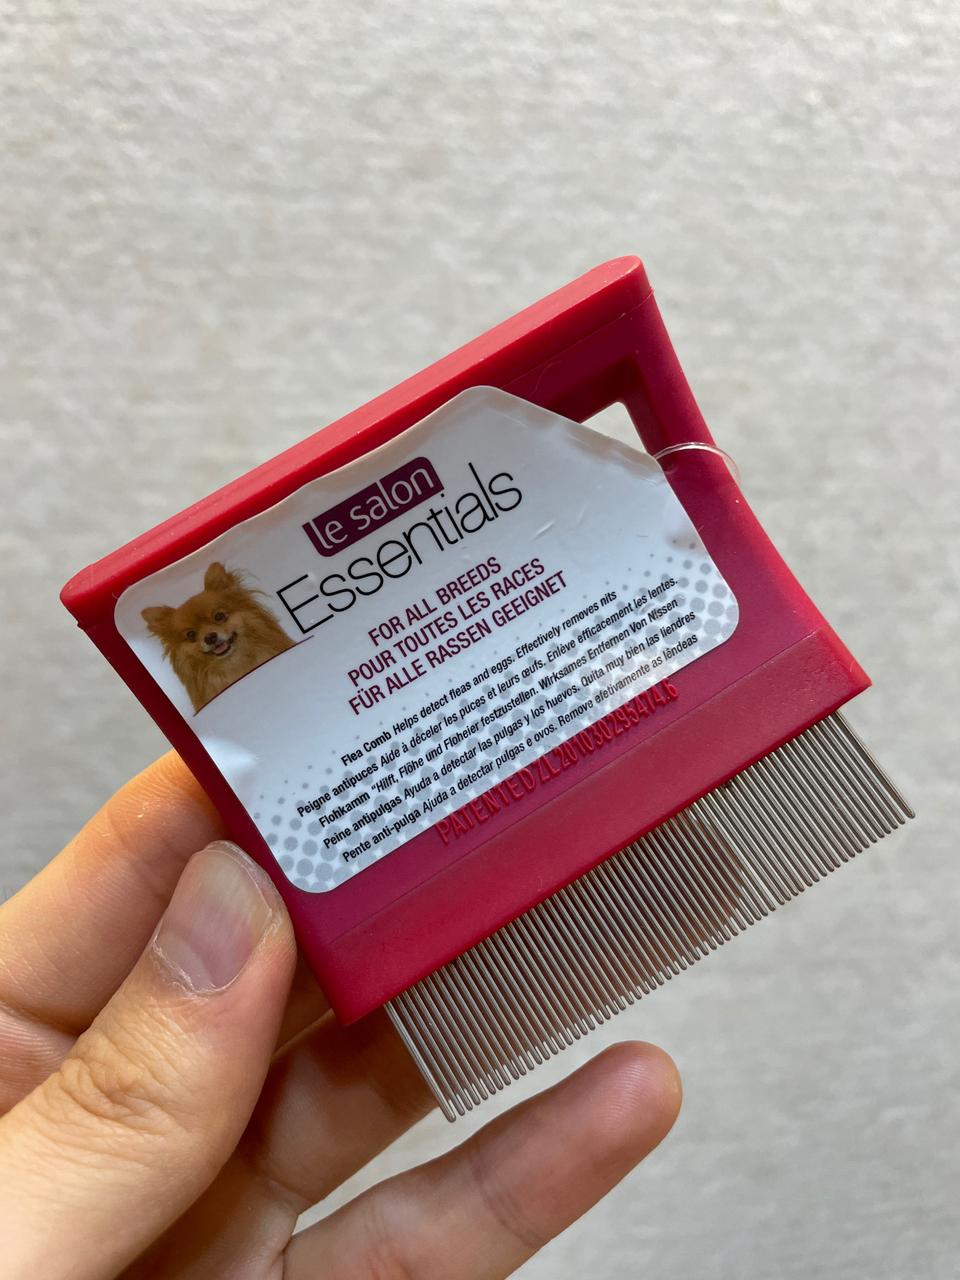 le salon
Essentials
FOR ALL BREEDS
POUR TOUTES LES RACES
FÜR ALLE RASSEN GEEIGNET
Flea Comb Helps detect fleas and eggs. Effectively removes nits
Peigne antipuces Aide à déceler les puces et leurs œufs. Enlève efficacement les lentes.
Flohkamm "Hilft, Flöhe und Floheier festzustellen. Wirksames Entfernen Von Nissen
Peine antipulgas Ayuda a detectar las pulgas y los huevos. Quita muy bien las liendres
Pente anti-pulga Ajuda a detectar pulgas e ovos. Remove efetivamente as lêndeas
PATENTED ZL201030293474.6